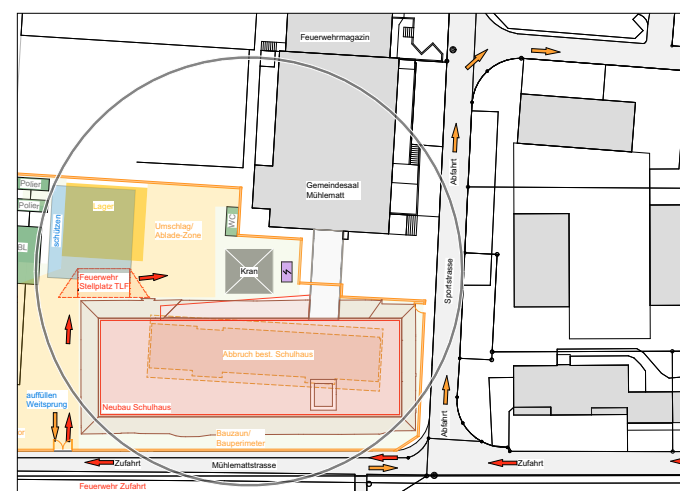 Feuerwehrmagazin
Gemeindesaal
Mühlematt
Abfahrt
Sportstrasse
Abfahrt
Polier
Polier
BL
schützen
Lager
WC
Umschlag/
Ablade-Zone
Kran
Feuerwehr
Stellplatz TLF
Abbruch best. Schulhaus
Neubau Schulhaus
auffüllen
Weitsprung
or
Bauzaun/
Bauperimeter
Zufahrt
Mühlemattstrasse
Zufahrt
Feuerwehr Zufahrt